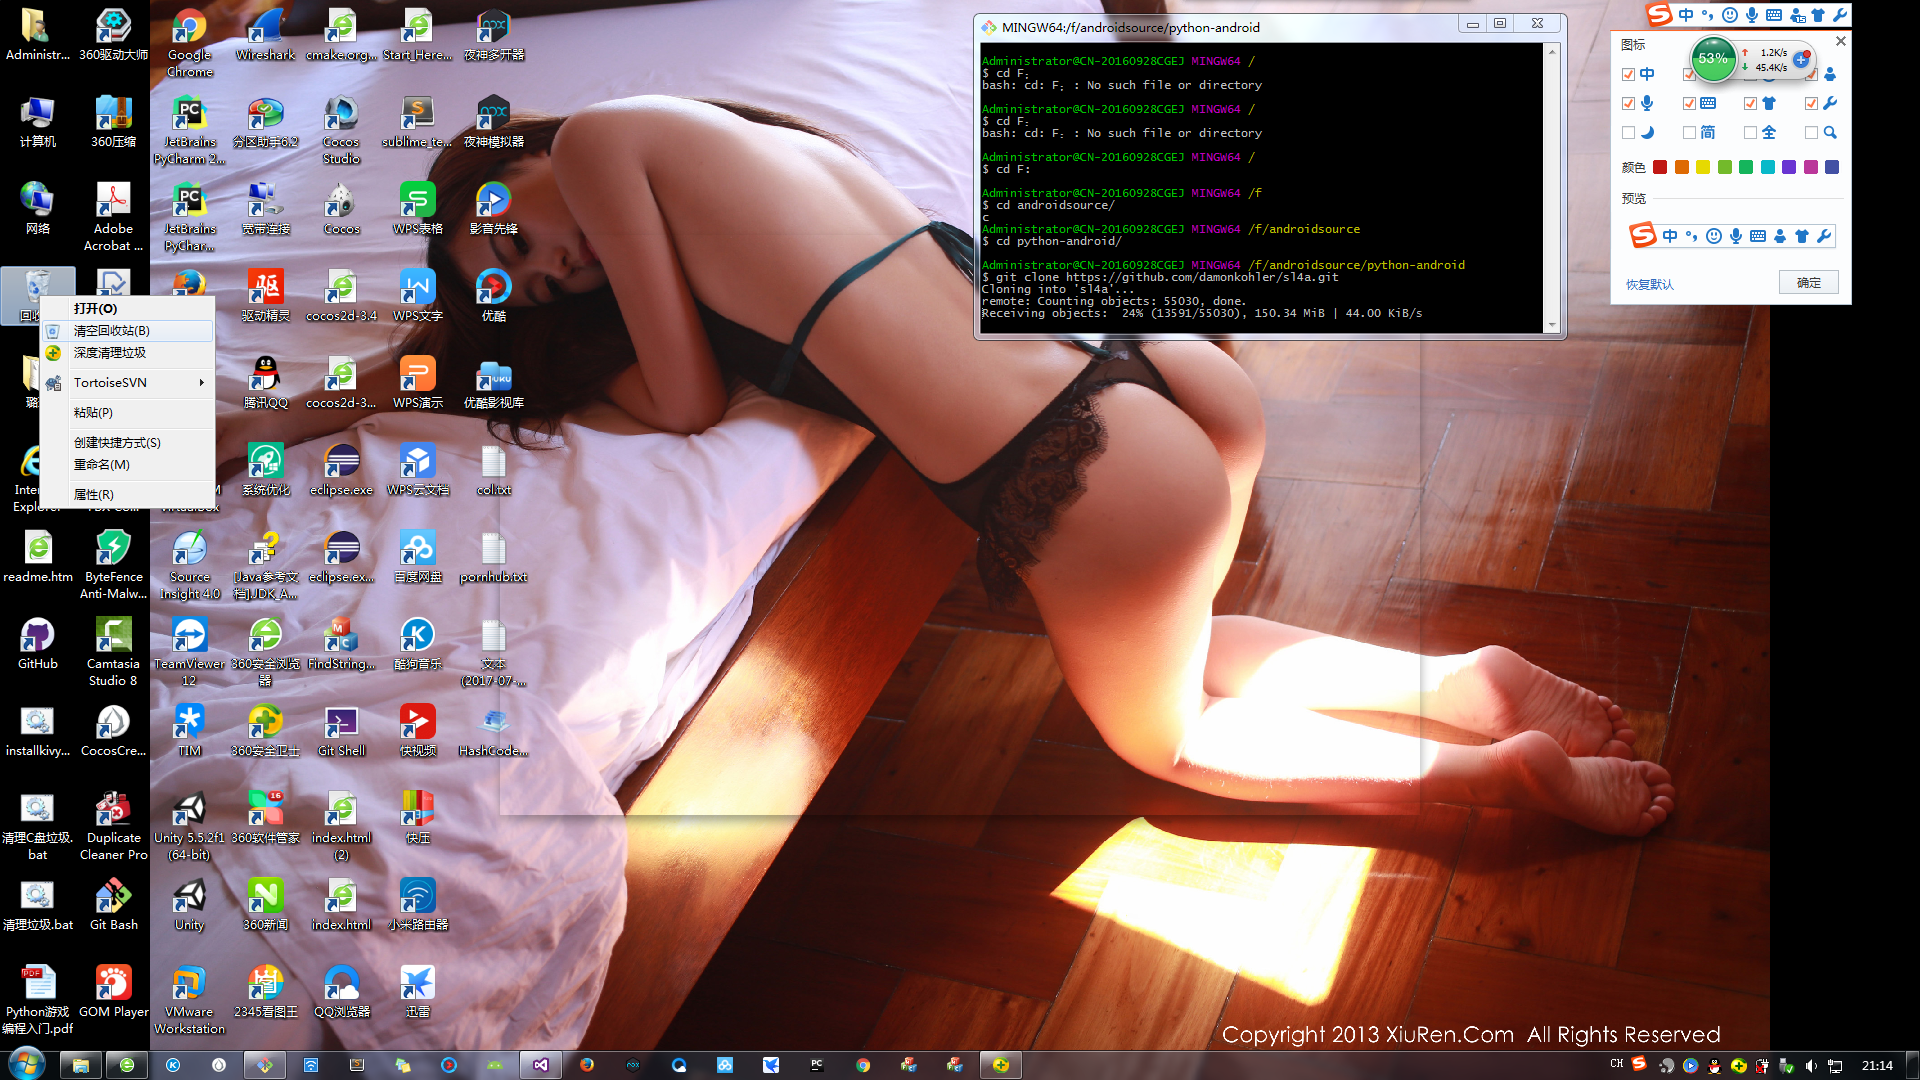 Administr...
360驱动大师
Google Chrome
Wireshark
cmake.org...
Start_Here...
夜神多开器
计算机
360压缩
JetBrains PyCharm 2...
分区助手6.2
Cocos Studio
sublime_te...
夜神模拟器
网络
Adobe Acrobat ...
JetBrains PyChar...
宽带连接
Cocos
WPS表格
影音先锋
驱动精灵
cocos2d-3.4
WPS文字
优酷
打开(O)
清空回收站(B)
深度清理垃圾
TortoiseSVN
粘贴(P)
创建快捷方式(S)
重命名(M)
属性(R)
腾讯QQ
cocos2d-3...
WPS演示
优酷影视库
系统优化
eclipse.exe
WPS云文档
col.txt
readme.htm
ByteFence Anti-Malw...
Source Insight 4.0
[Java参考文档].JDK_A...
eclipse.ex...
百度网盘
pornhub.txt
GitHub
Camtasia Studio 8
TeamViewer 12
360安全浏览器
FindString...
酷狗音乐
文本 (2017-07-...
installkivy...
CocosCre...
TIM
360安全卫士
Git Shell
快视频
HashCode...
清理C盘垃圾.bat
Duplicate Cleaner Pro
Unity 5.5.2f1 (64-bit)
360软件管家
index.html (2)
快压
清理垃圾.bat
Git Bash
Unity
360新闻
index.html
小米路由器
Python游戏编程入门.pdf
GOM Player
VMware Workstation
2345看图王
QQ浏览器
迅雷
MINGW64:/f/androidsource/python-android
Administrator@CN-20160928CGEJ MINGW64 /
$ cd F;
bash: cd: F; : No such file or directory
Administrator@CN-20160928CGEJ MINGW64 /
$ cd F;
bash: cd: F; : No such file or directory
Administrator@CN-20160928CGEJ MINGW64 /
$ cd F:
Administrator@CN-20160928CGEJ MINGW64 /f
$ cd androidsource/
c
Administrator@CN-20160928CGEJ MINGW64 /f/androidsource
$ cd python-android/
Administrator@CN-20160928CGEJ MINGW64 /f/androidsource/python-android
$ git clone https://github.com/damonkohler/sl4a.git
Cloning into 'sl4a'...
remote: Counting objects: 55030, done.
Receiving objects:  24% (13591/55030), 150.34 MiB | 44.00 KiB/s
中
图标
53%
1.2K/s
45.4K/s
中
简
全
颜色
预览
中
恢复默认
确定
Copyright 2013 XiuRen.Com  All Rights Reserved
CH
21:14